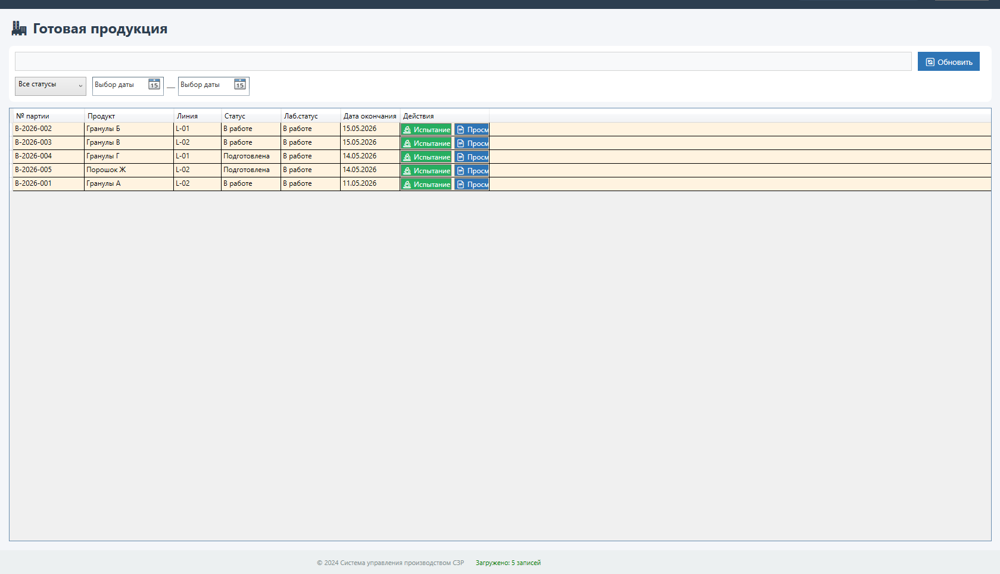 Готовая продукция
Обновить
Все статусы Выбор даты 15 — Выбор даты 15
№ партии Продукт Линия Статус Лаб.статус Дата окончания Действия
B-2026-002 Гранулы Б L-01 В работе В работе 15.05.2026 Испытание Просм
B-2026-003 Гранулы В L-02 В работе В работе 15.05.2026 Испытание Просм
B-2026-004 Гранулы Г L-01 Подготовлена В работе 14.05.2026 Испытание Просм
B-2026-005 Порошок Ж L-02 Подготовлена В работе 14.05.2026 Испытание Просм
B-2026-001 Гранулы А L-02 В работе В работе 11.05.2026 Испытание Просм
© 2024 Система управления производством СЗР Загружено: 5 записей